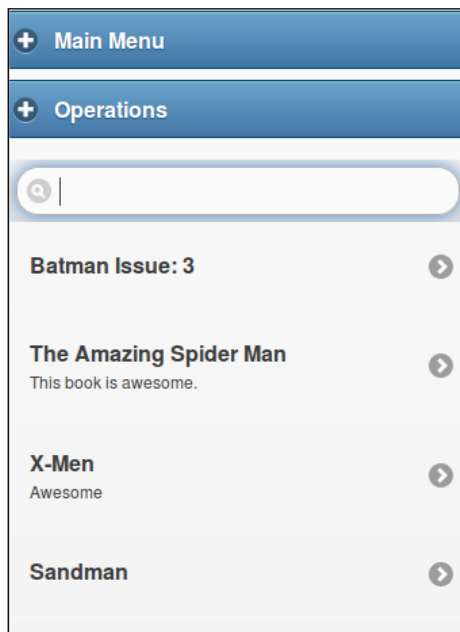 Main Menu
Operations
Batman Issue: 3
The Amazing Spider Man
This book is awesome.
X-Men
Awesome
Sandman